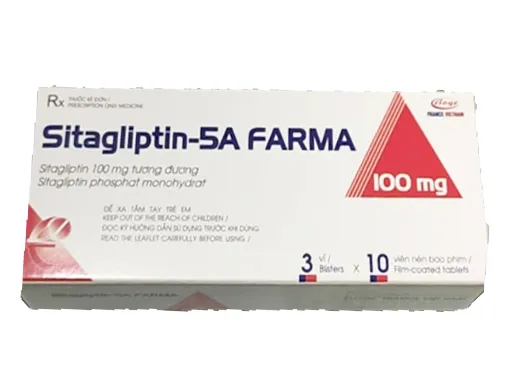 Rx THUỐC KÊ ĐƠN /
PRESCRIPTION ONLY MEDICINE
Sitagliptin-5A FARMA
Sitagliptin 100 mg tương đương
Sitagliptin phosphat monohydrat
100 mg
FRANCE VIETNAM
ĐỂ XA TẦM TAY TRẺ EM
KEEP OUT OF THE REACH OF CHILDREN /
ĐỌC KỸ HƯỚNG DẪN SỬ DỤNG TRƯỚC KHI DÙNG
READ THE LEAFLET CAREFULLY BEFORE USING /
3 vỉ / Blisters x 10 viên nén bao phim / Film-coated tablets